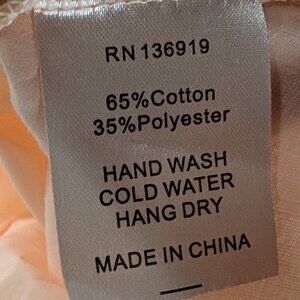 RN 136919
65%Cotton
35%Polyester
HAND WASH
COLD WATER
HANG DRY
MADE IN CHINA